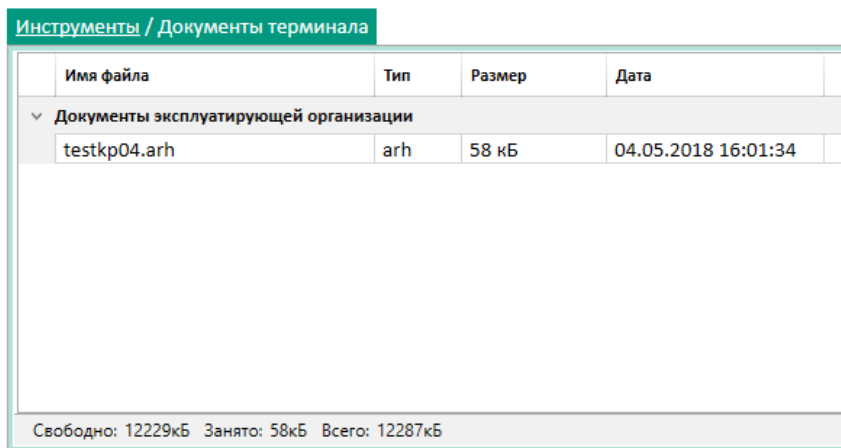 Инструменты / Документы терминала
Имя файла Тип Размер Дата
Документы эксплуатирующей организации
testkp04.arh arh 58 кБ 04.05.2018 16:01:34
Свободно: 12229кБ Занято: 58кБ Всего: 12287кБ